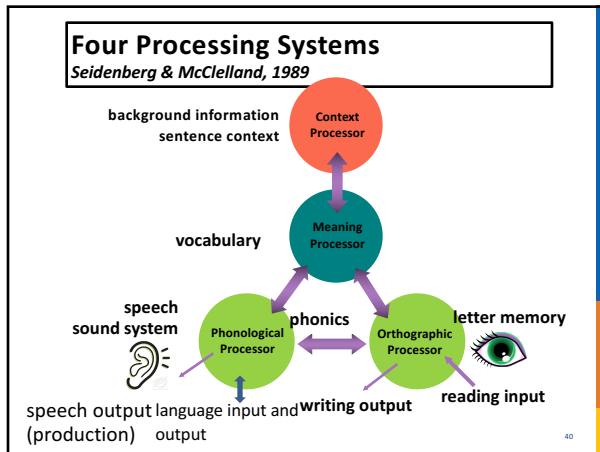 Four Processing Systems
Seidenberg & McClelland, 1989
background information
sentence context
Context
Processor
vocabulary
Meaning
Processor
speech
sound system
Phonological
Processor
phonics
Orthographic
Processor
letter memory
reading input
writing output
speech output
(production)
language input and
output
40